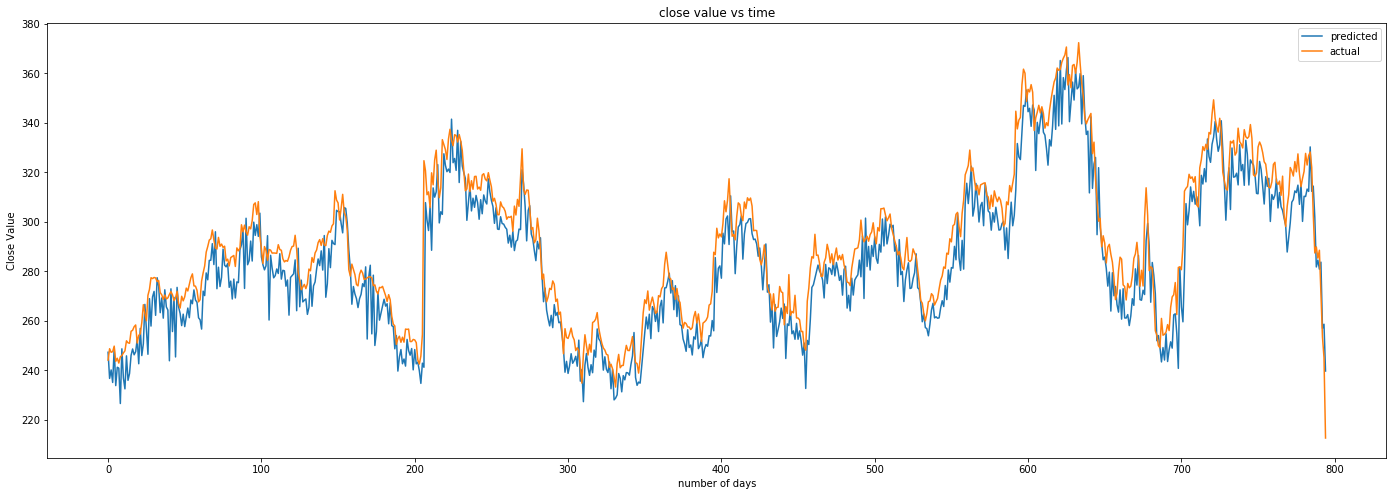 close value vs time
predicted
actual
Close Value
380
360
340
320
300
280
260
240
220
0 100 200 300 400 500 600 700 800
number of days